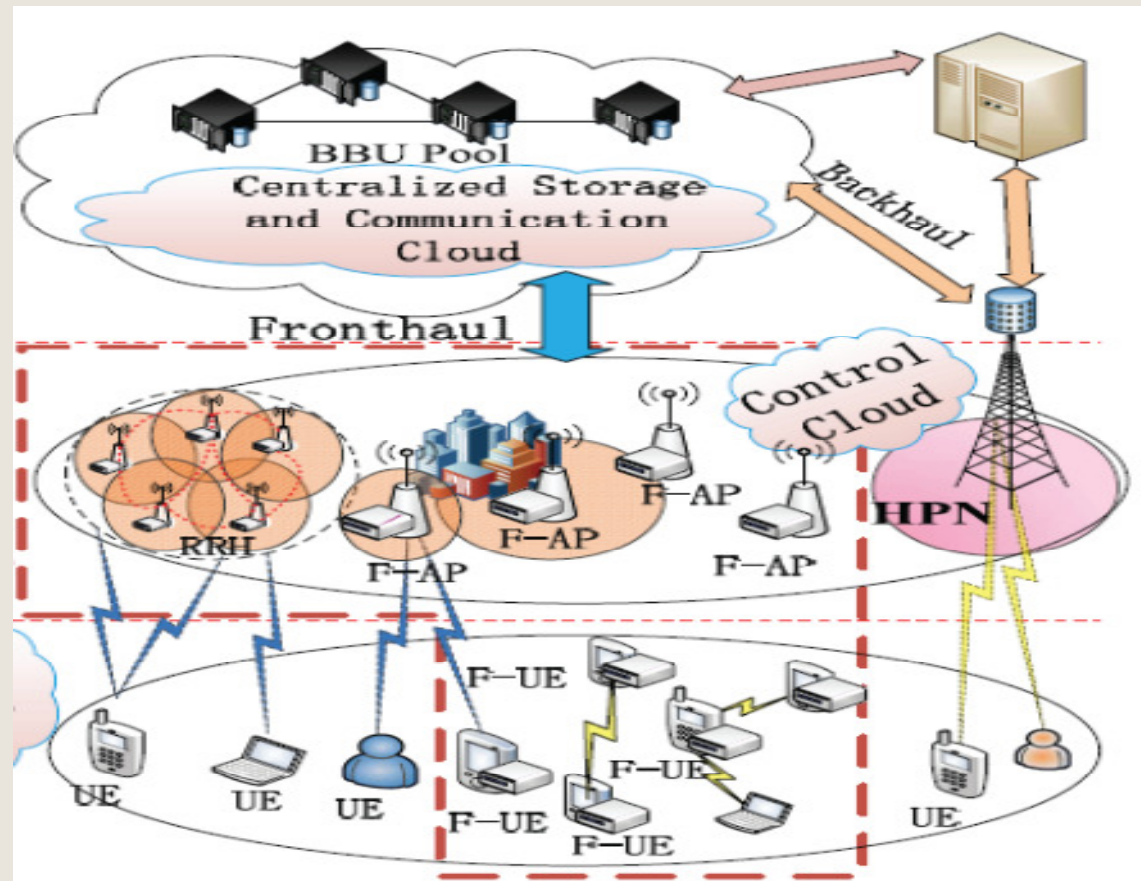 BBU Pool
Centralized Storage
and Communication
Cloud
Backhaul
Fronthaul
Control
Cloud
F-AP
HPN
RRH
F-AP
F-AP
F-AP
F-UE
F-UE
UE
UE
UE
F-UE
F-UE
UE